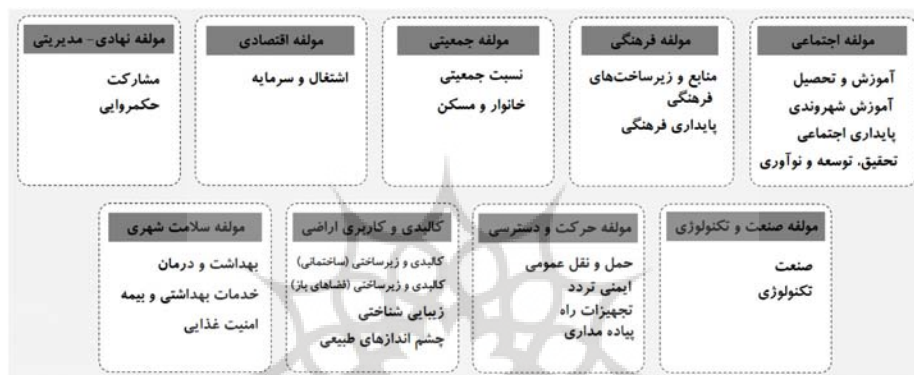 مولفه اجتماعی
آموزش و تحصیل
آموزش شهروندی
پایداری اجتماعی
تحقیق، توسعه و نوآوری
مولفه فرهنگی
منابع و زیرساخت‌های
فرهنگی
پایداری فرهنگی
مولفه جمعیتی
نسبت جمعیتی
خانوار و مسکن
مولفه اقتصادی
اشتغال و سرمایه
مولفه نهادی- مدیریتی
مشارکت
حکمروایی
مولفه صنعت و تکنولوژی
صنعت
تکنولوژی
مولفه حرکت و دسترسی
حمل و نقل عمومی
ایمنی تردد
تجهیزات راه
پیاده مداری
کالبدی و کاربری اراضی
کالبدی و زیرساختی (ساختمانی)
کالبدی و زیرساختی (فضاهای باز)
زیبایی شناختی
چشم اندازهای طبیعی
مولفه سلامت شهری
بهداشت و درمان
خدمات بهداشتی و بیمه
امنیت غذایی